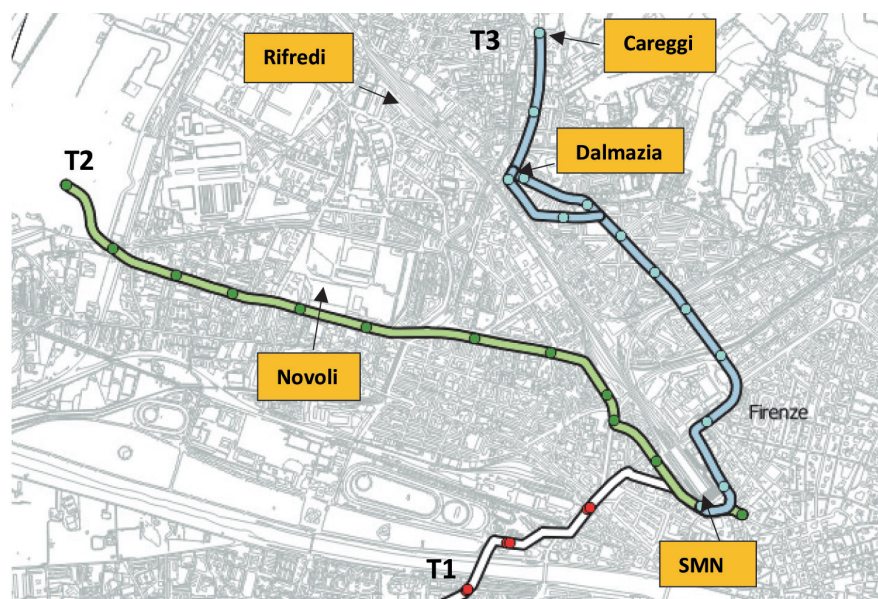 T3
Careggi
Rifredi
Dalmazia
T2
Novoli
Firenze
T1
SMN